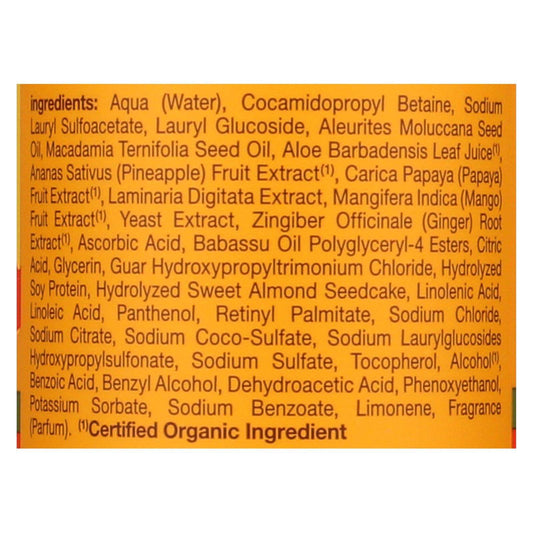 ingredients: Aqua (Water), Cocamidopropyl Betaine, Sodium
Lauryl Sulfoacetate, Lauryl Glucoside, Aleurites Moluccana Seed
Oil, Macadamia Ternifolia Seed Oil, Aloe Barbadensis Leaf Juice⁽¹⁾,
Ananas Sativus (Pineapple) Fruit Extract⁽¹⁾, Carica Papaya (Papaya)
Fruit Extract⁽¹⁾, Laminaria Digitata Extract, Mangifera Indica (Mango)
Fruit Extract⁽¹⁾, Yeast Extract, Zingiber Officinale (Ginger) Root
Extract⁽¹⁾, Ascorbic Acid, Babassu Oil Polyglyceryl-4 Esters, Citric
Acid, Glycerin, Guar Hydroxypropyltrimonium Chloride, Hydrolyzed
Soy Protein, Hydrolyzed Sweet Almond Seedcake, Linolenic Acid,
Linoleic Acid, Panthenol, Retinyl Palmitate, Sodium Chloride,
Sodium Citrate, Sodium Coco-Sulfate, Sodium Laurylglucosides
Hydroxypropylsulfonate, Sodium Sulfate, Tocopherol, Alcohol⁽¹⁾,
Benzoic Acid, Benzyl Alcohol, Dehydroacetic Acid, Phenoxyethanol,
Potassium Sorbate, Sodium Benzoate, Limonene, Fragrance
(Parfum). ⁽¹⁾Certified Organic Ingredient